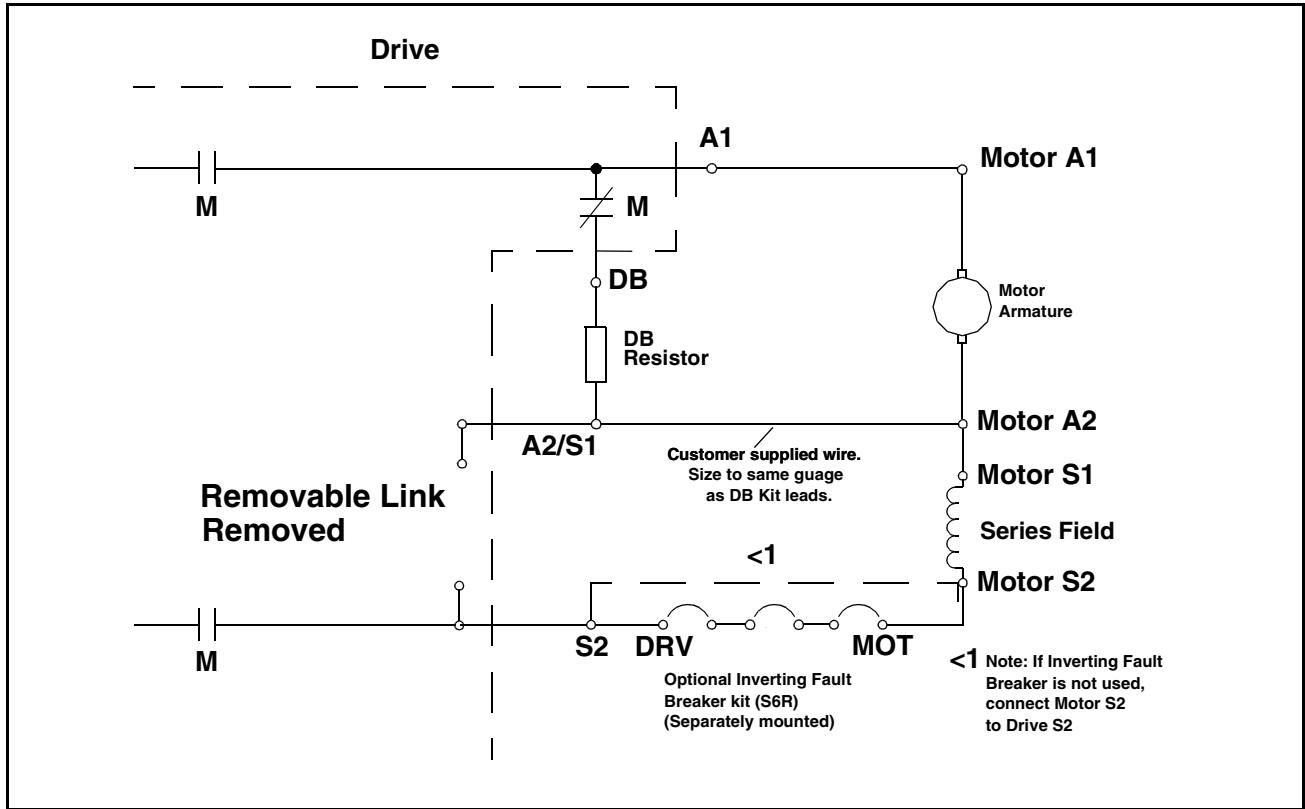 Drive
A1
Motor A1
M
M
DB
Motor
Armature
DB
Resistor
A2/S1
Motor A2
Customer supplied wire.
Size to same guage
as DB Kit leads.
Motor S1
Removable Link
Removed
Series Field
<1
Motor S2
M
S2
DRV
MOT
Optional Inverting Fault
Breaker kit (S6R)
(Separately mounted)
<1 Note: If Inverting Fault
Breaker is not used,
connect Motor S2
to Drive S2